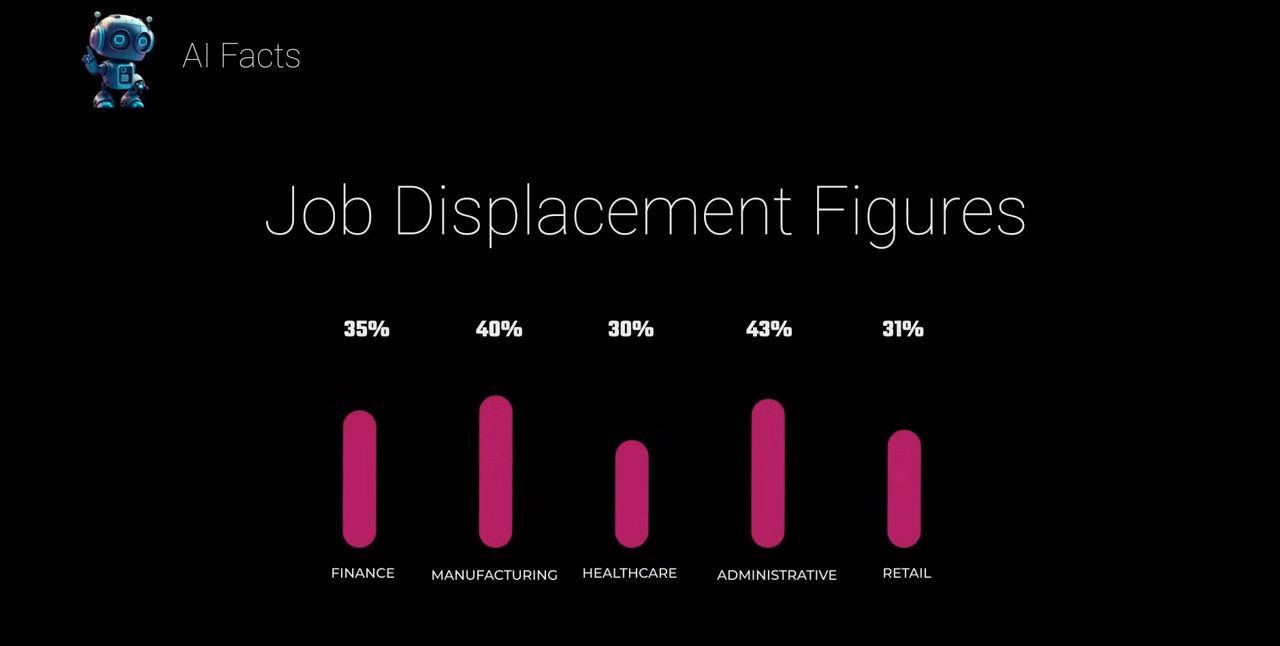 AI Facts
Job Displacement Figures
35% 40% 30% 43% 31%
FINANCE MANUFACTURING HEALTHCARE ADMINISTRATIVE RETAIL